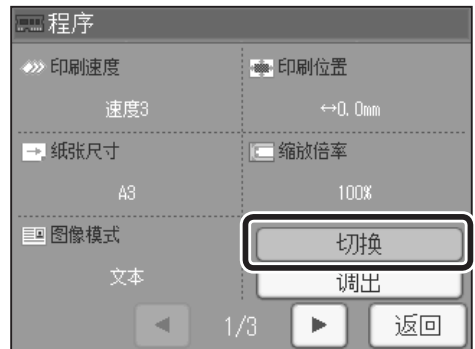 程序
印刷速度
印刷位置
速度3
↔0.0mm
纸张尺寸
缩放倍率
A3
100%
图像模式
切换
文本
调出
◀ 1/3 ▶ 返回